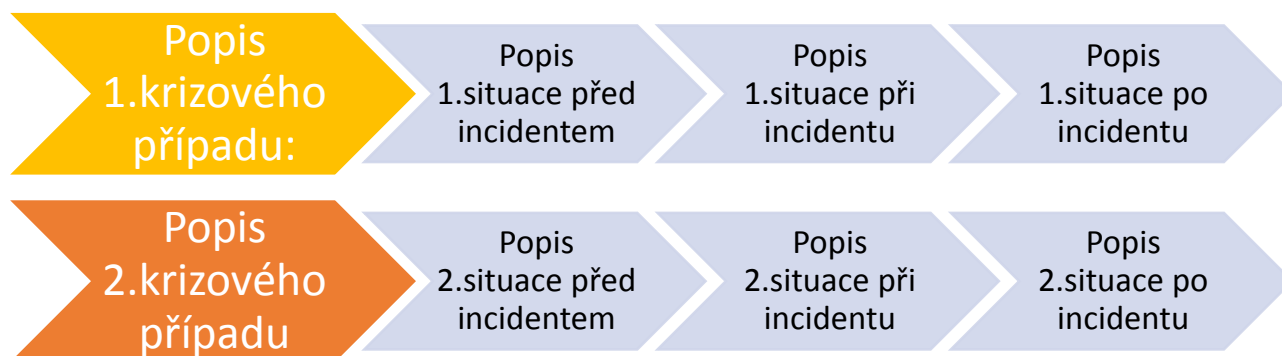 Popis
1.krizového
případu:
Popis
1.situace před
incidentem
Popis
1.situace při
incidentu
Popis
1.situace po
incidentu
Popis
2.krizového
případu
Popis
2.situace před
incidentem
Popis
2.situace při
incidentu
Popis
2.situace po
incidentu